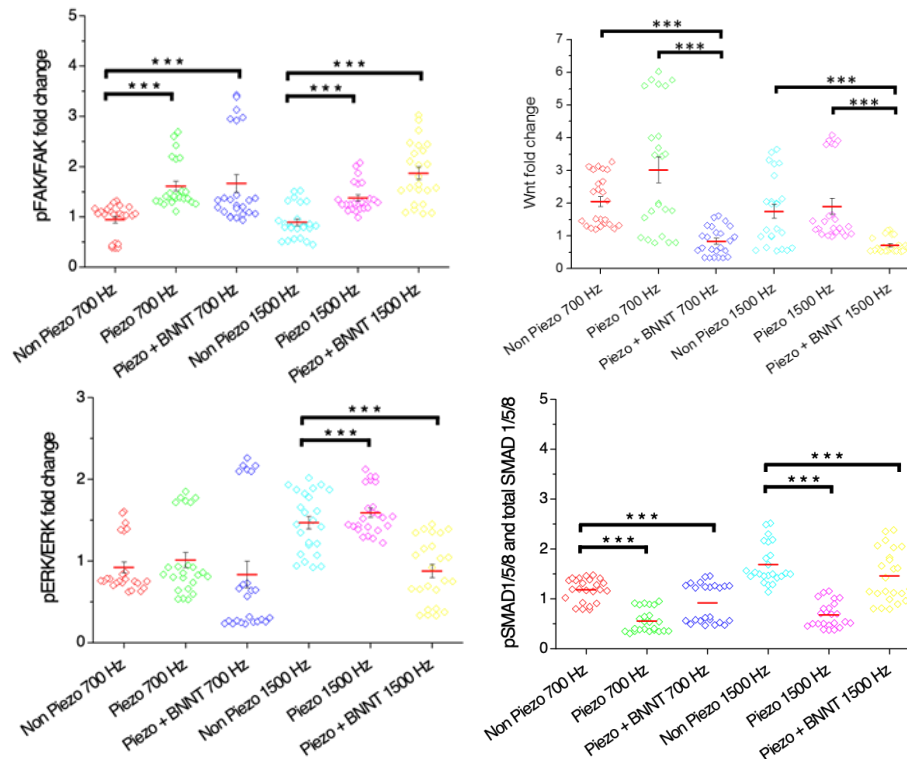 pFAK/FAK fold change
5
4
3
2
1
0
***
***
***
***
Non Piezo 700 Hz
Piezo 700 Hz
Piezo + BNNT 700 Hz
Non Piezo 1500 Hz
Piezo 1500 Hz
Piezo + BNNT 1500 Hz
Wnt fold change
7
6
5
4
3
2
1
0
***
***
***
***
Non Piezo 700 Hz
Piezo 700 Hz
Piezo + BNNT 700 Hz
Non Piezo 1500 Hz
Piezo 1500 Hz
Piezo + BNNT 1500 Hz
pERK/ERK fold change
3
2
1
0
***
***
Non Piezo 700 Hz
Piezo 700 Hz
Piezo + BNNT 700 Hz
Non Piezo 1500 Hz
Piezo 1500 Hz
Piezo + BNNT 1500 Hz
pSMAD1/5/8 and total SMAD 1/5/8
5
4
3
2
1
0
***
***
***
***
Non Piezo 700 Hz
Piezo 700 Hz
Piezo + BNNT 700 Hz
Non Piezo 1500 Hz
Piezo 1500 Hz
Piezo + BNNT 1500 Hz